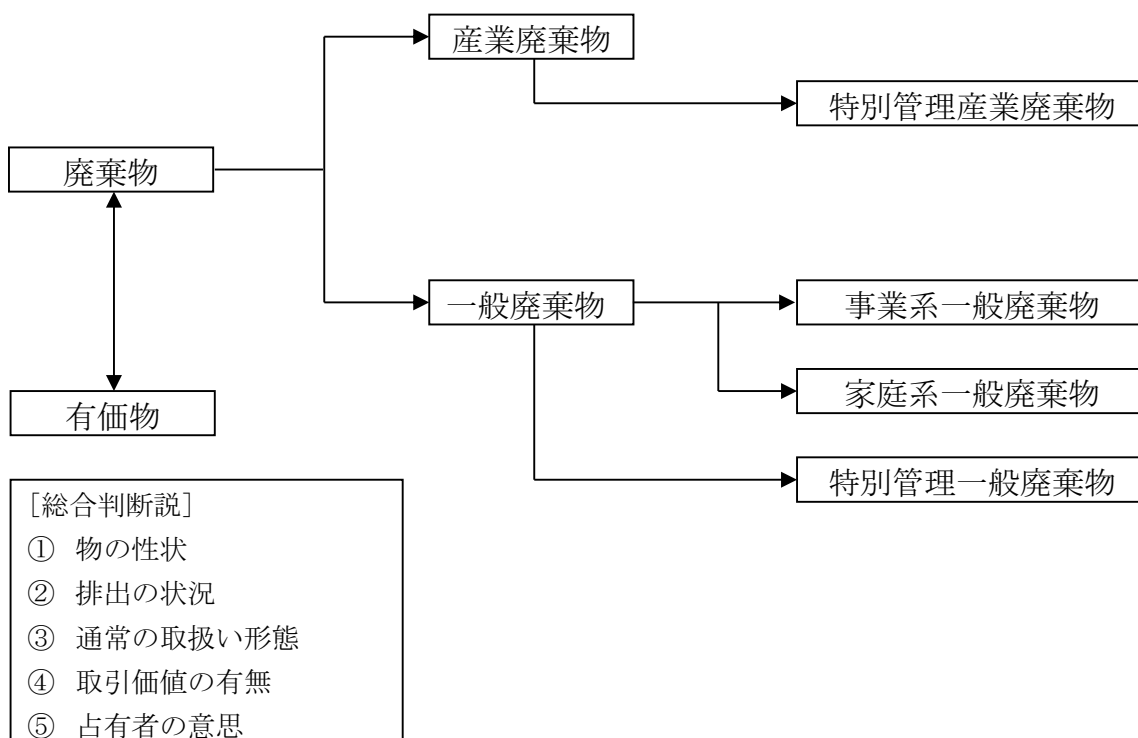 産業廃棄物
特別管理産業廃棄物
廃棄物
一般廃棄物
事業系一般廃棄物
家庭系一般廃棄物
有価物
特別管理一般廃棄物
［総合判断説］
① 物の性状
② 排出の状況
③ 通常の取扱い形態
④ 取引価値の有無
⑤ 占有者の意思